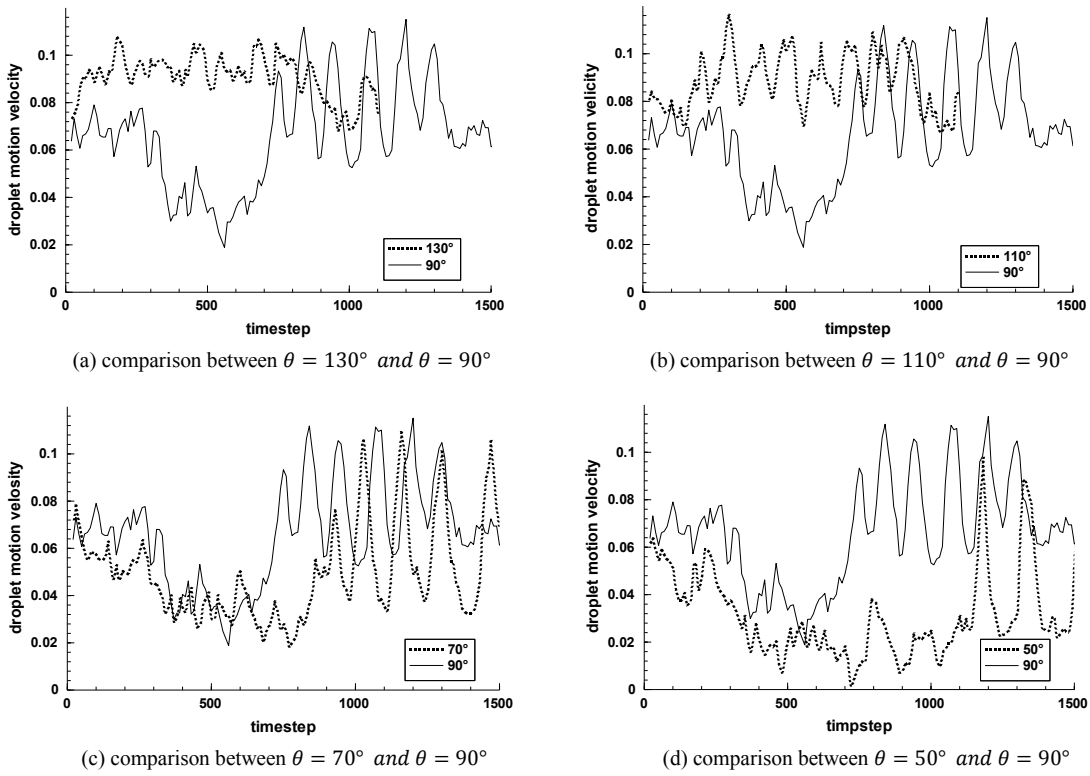 droplet motion velocity
0.1
0.08
0.06
0.04
0.02
0
130°
90°
0 500 1000 1500
timestep
(a) comparison between θ = 130° and θ = 90°
droplet motion velicity
0.1
0.08
0.06
0.04
0.02
0
110°
90°
0 500 1000 1500
timpstep
(b) comparison between θ = 110° and θ = 90°
droplet motion velosity
0.1
0.08
0.06
0.04
0.02
0
70°
90°
0 500 1000 1500
timestep
(c) comparison between θ = 70° and θ = 90°
droplet motion velocity
0.1
0.08
0.06
0.04
0.02
0
50°
90°
0 500 1000 1500
timpstep
(d) comparison between θ = 50° and θ = 90°